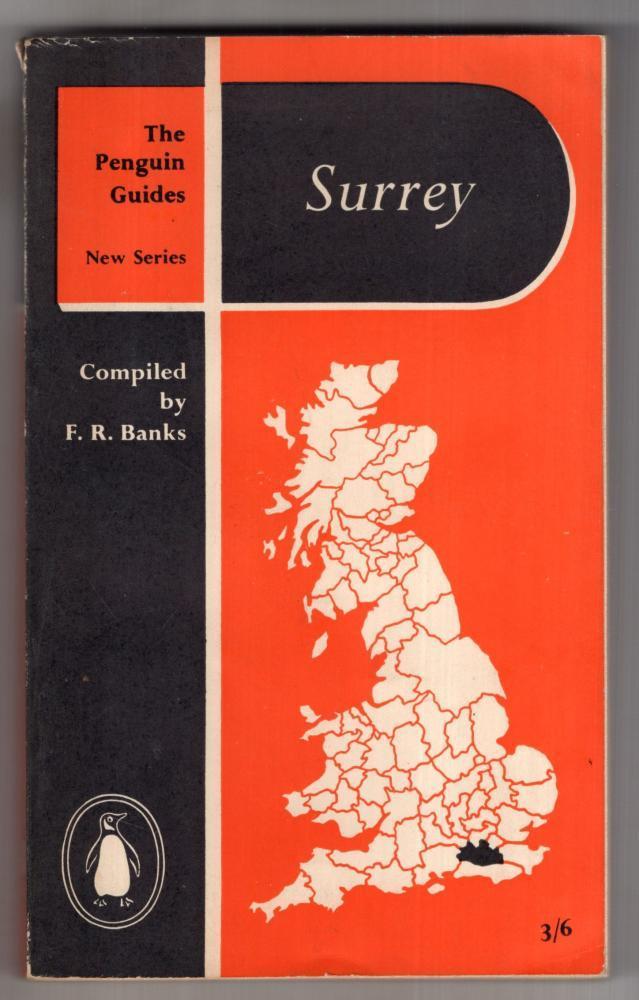 The
Penguin
Guides
New Series
Surrey
Compiled
by
F. R. Banks
3/6